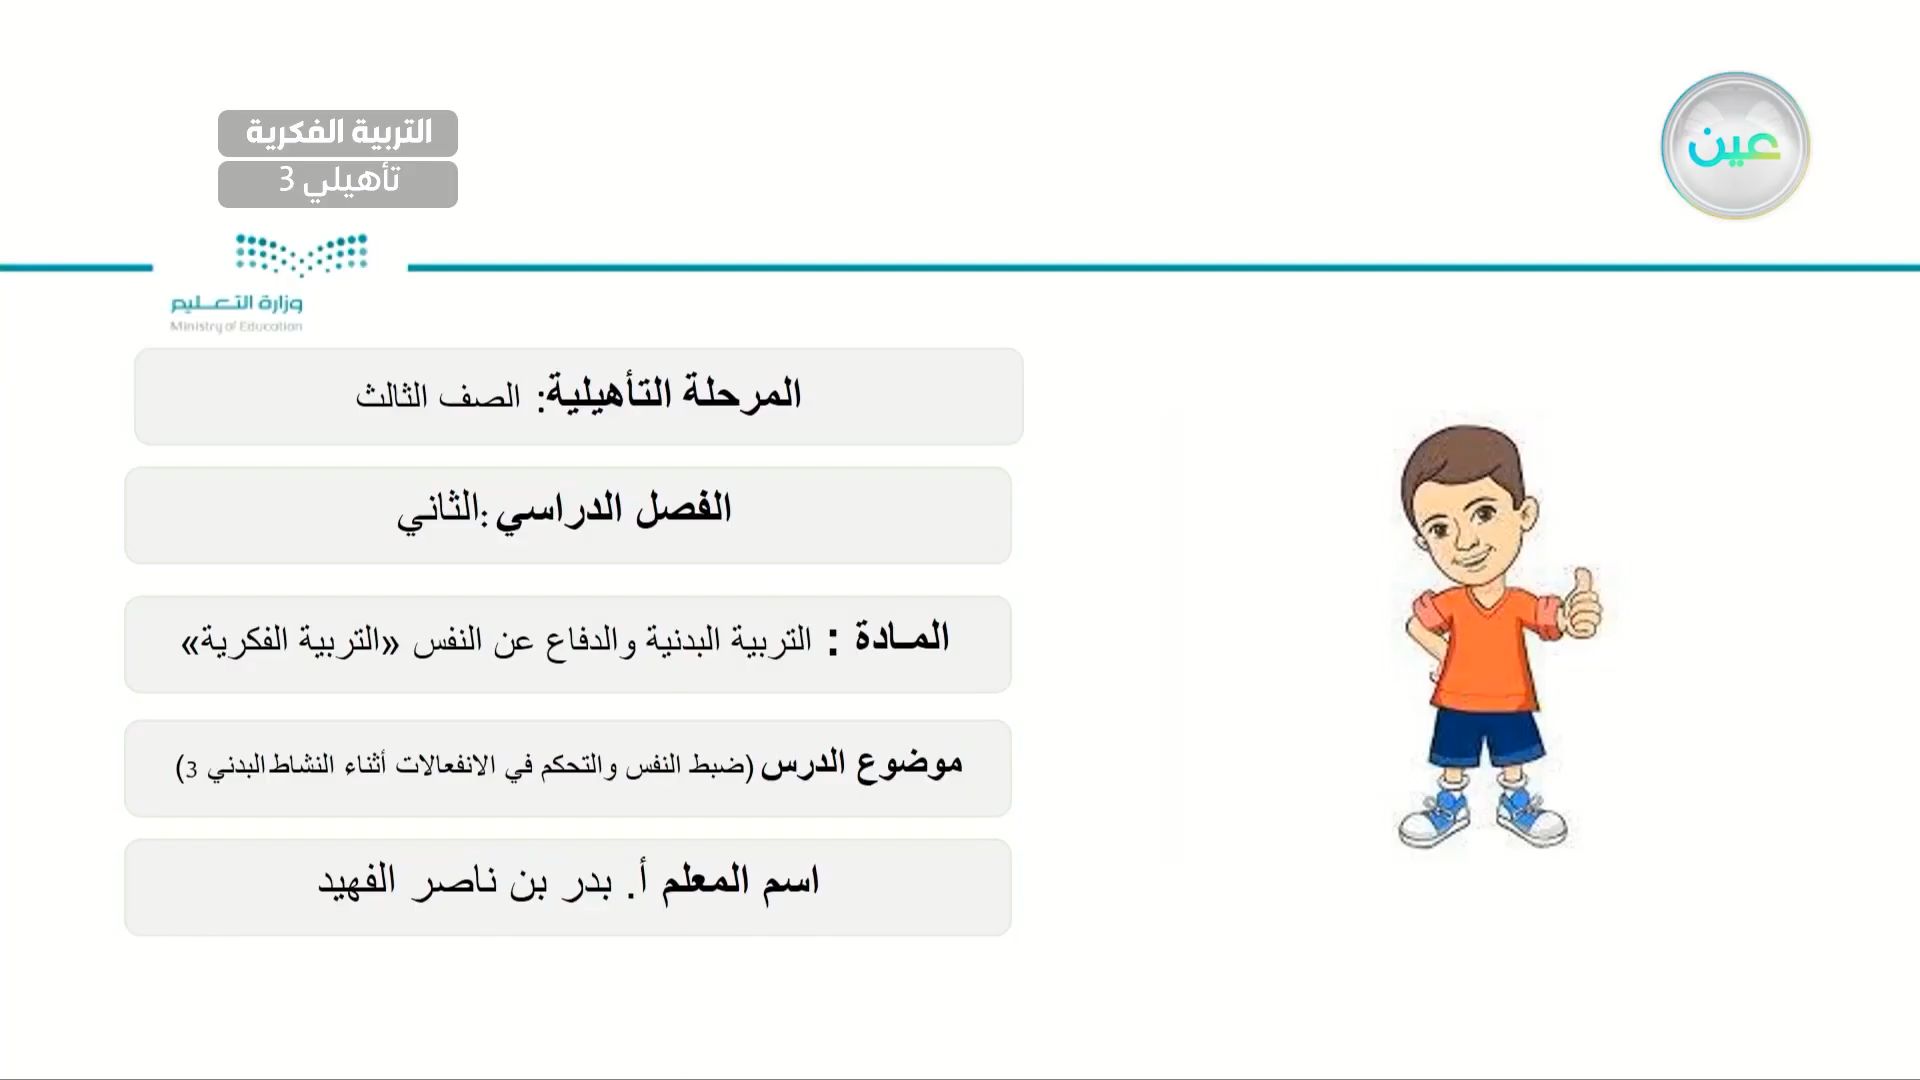 عين
التربية الفكرية
تأهيلي 3
وزارة التعليم
Ministry of Education
المرحلة التأهيلية: الصف الثالث
الفصل الدراسي :الثاني
المـادة : التربية البدنية والدفاع عن النفس «التربية الفكرية»
موضوع الدرس (ضبط النفس والتحكم في الانفعالات أثناء النشاط البدني 3)
اسم المعلم أ. بدر بن ناصر الفهيد